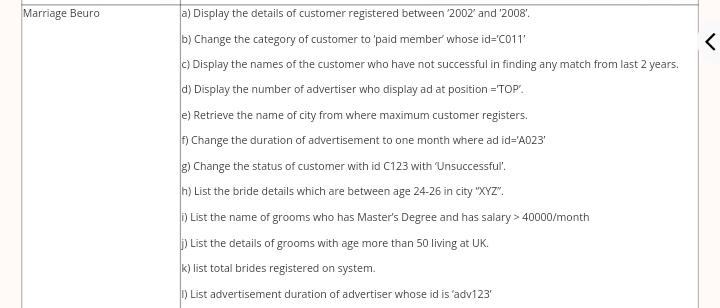 Marriage Beuro
a) Display the details of customer registered between ‘2002’ and ‘2008’.
b) Change the category of customer to ‘paid member’ whose id=’C011’
c) Display the names of the customer who have not successful in finding any match from last 2 years.
d) Display the number of advertiser who display ad at position =’TOP’.
e) Retrieve the name of city from where maximum customer registers.
f) Change the duration of advertisement to one month where ad id=’A023’
g) Change the status of customer with id C123 with ‘Unsuccessful’.
h) List the bride details which are between age 24-26 in city “XYZ”.
i) List the name of grooms who has Master’s Degree and has salary > 40000/month
j) List the details of grooms with age more than 50 living at UK.
k) list total brides registered on system.
l) List advertisement duration of advertiser whose id is ‘adv123’